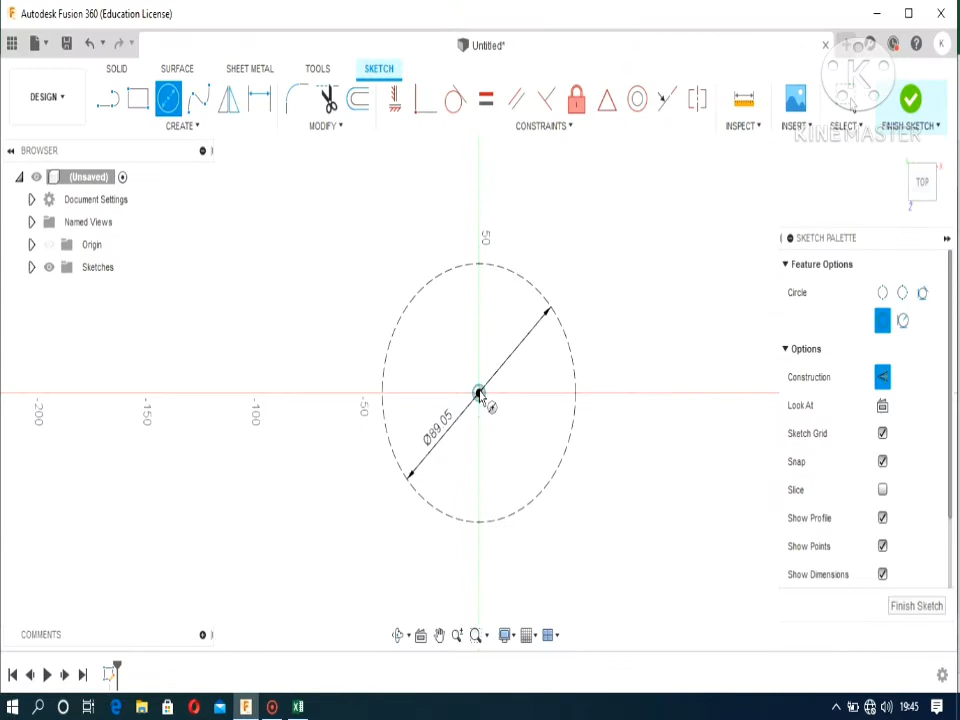 Autodesk Fusion 360 (Education License)
Untitled*
K
SOLID
SURFACE
SHEET METAL
TOOLS
SKETCH
DESIGN
CREATE
MODIFY
CONSTRAINTS
INSPECT
INSERT
SELECT
FINISH SKETCH
K
KINEMASTER
BROWSER
(Unsaved)
Document Settings
Named Views
Origin
Sketches
TOP
X
Z
50
-200
-150
-100
-50
Ø89.05
SKETCH PALETTE
Feature Options
Circle
Options
Construction
Look At
Sketch Grid
Snap
Slice
Show Profile
Show Points
Show Dimensions
Finish Sketch
COMMENTS
19:45